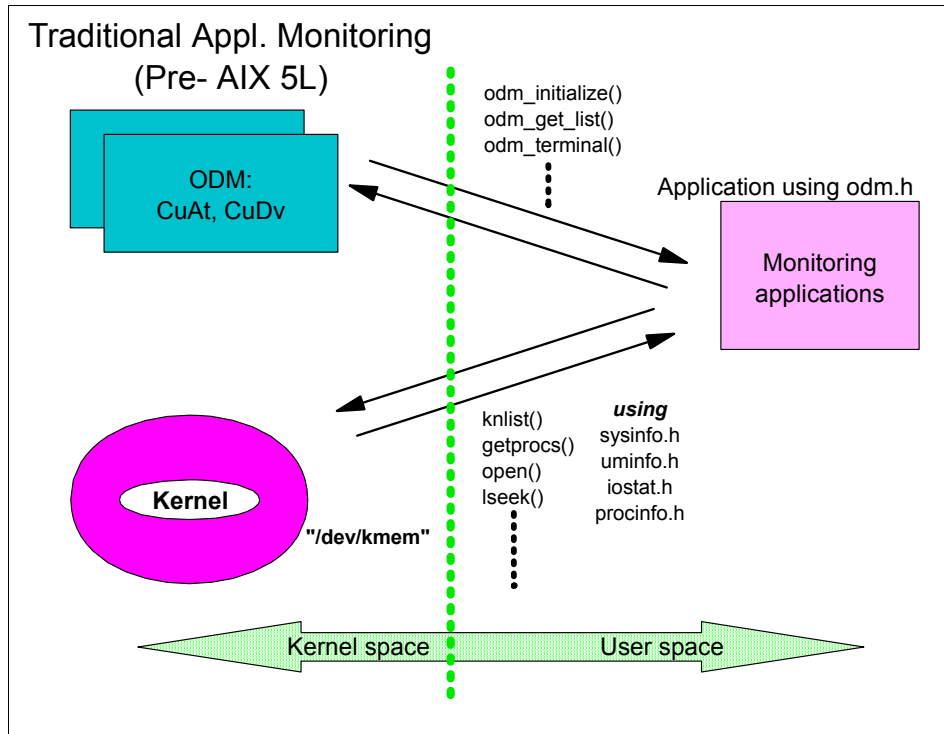 Traditional Appl. Monitoring
(Pre- AIX 5L)
odm_initialize()
odm_get_list()
odm_terminal()
ODM:
CuAt, CuDv
Application using odm.h
Monitoring
applications
Kernel
"/dev/kmem"
knlist()
getprocs()
open()
lseek()
using
sysinfo.h
uminfo.h
iostat.h
procinfo.h
Kernel space
User space